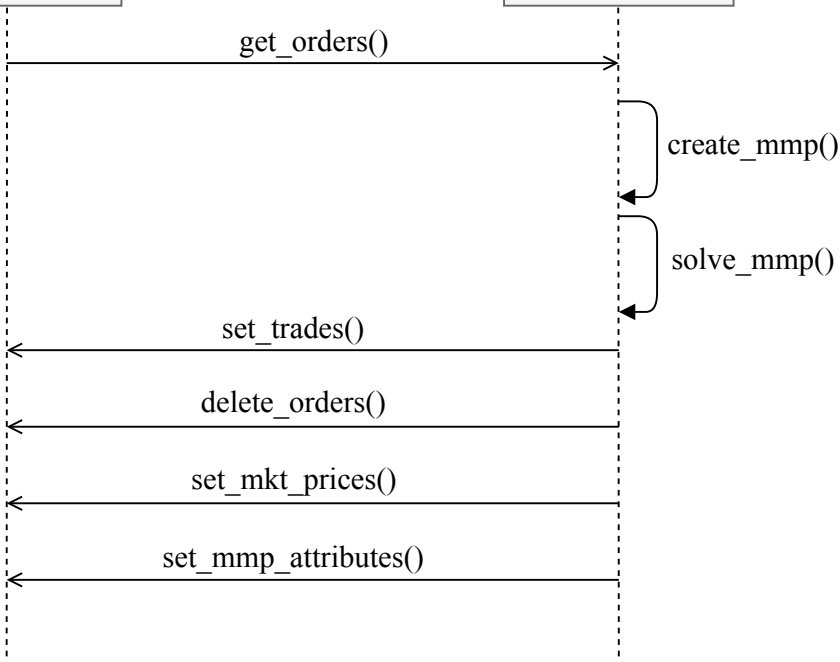 get_orders()
create_mmp()
solve_mmp()
set_trades()
delete_orders()
set_mkt_prices()
set_mmp_attributes()